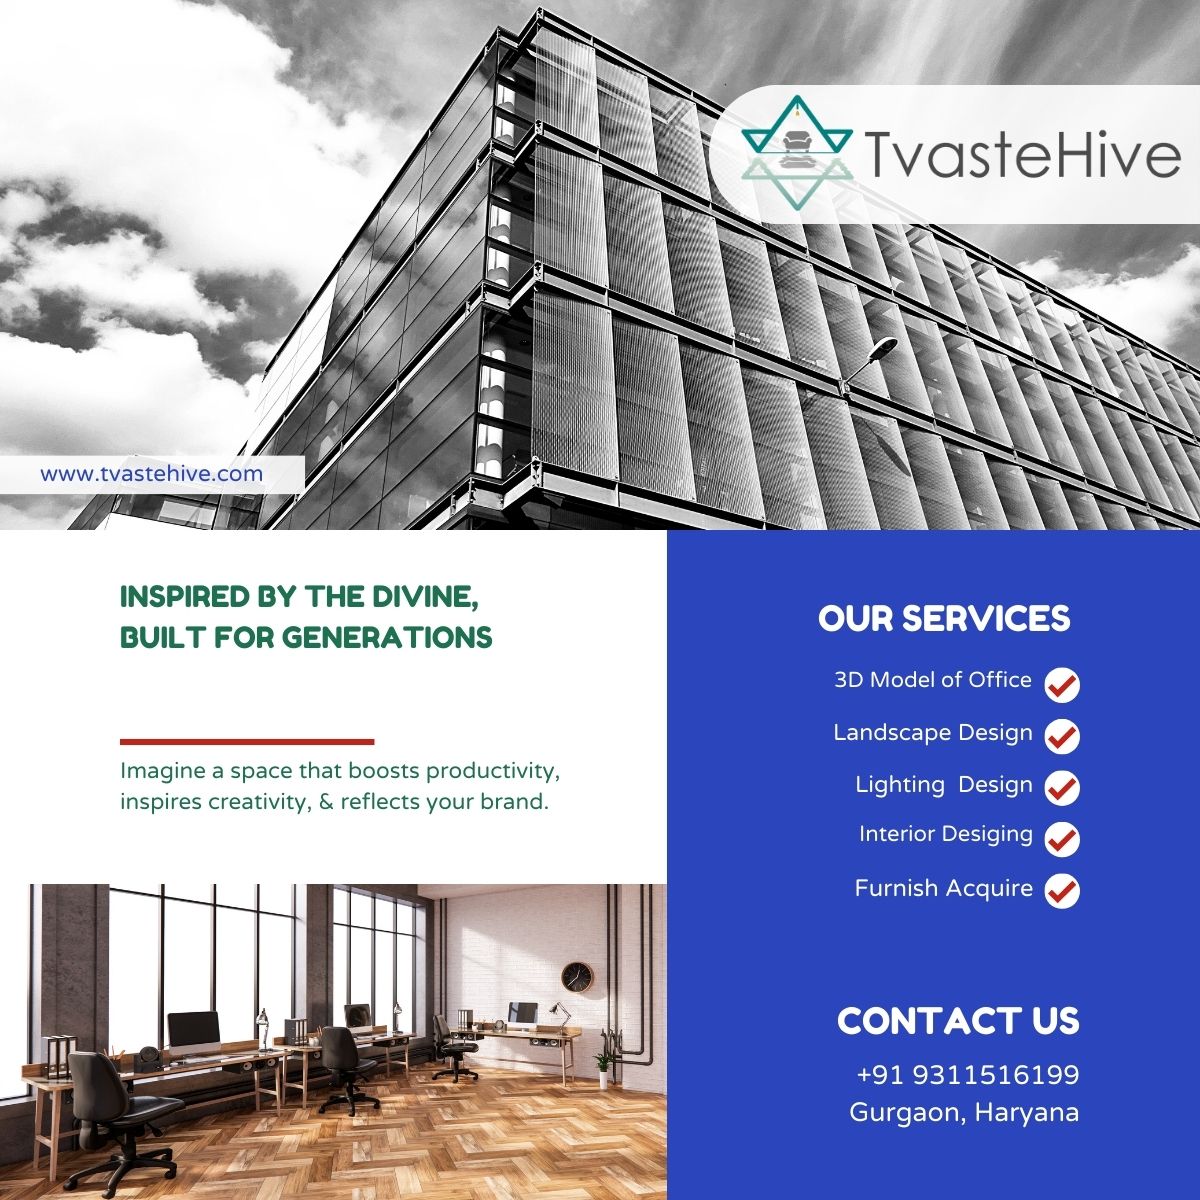 TvasteHive
www.tvastehive.com
INSPIRED BY THE DIVINE,
BUILT FOR GENERATIONS
Imagine a space that boosts productivity,
inspires creativity, & reflects your brand.
OUR SERVICES
3D Model of Office
Landscape Design
Lighting  Design
Interior Desiging
Furnish Acquire
CONTACT US
+91 9311516199
Gurgaon, Haryana